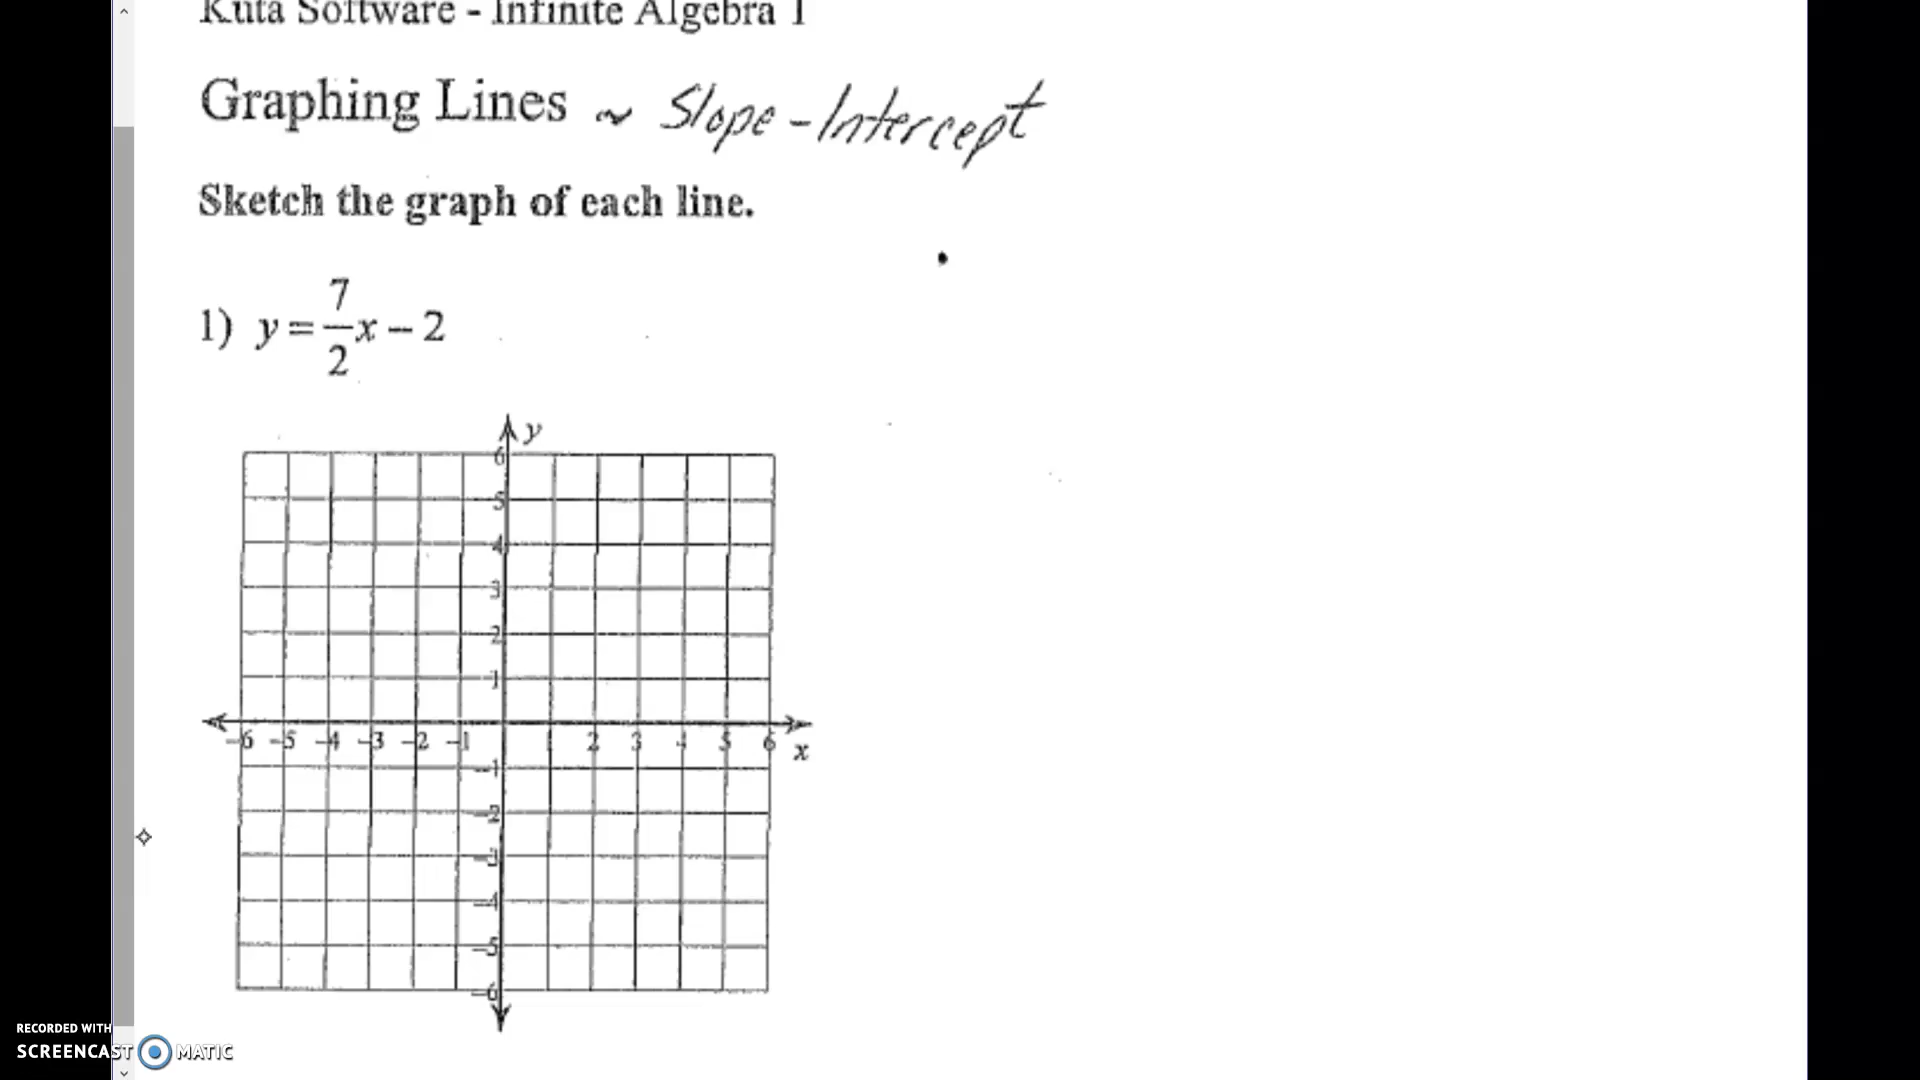 Kuta Software - Infinite Algebra 1
Graphing Lines ~ Slope-Intercept
Sketch the graph of each line.
1) y = 7/2 x - 2
y
6
5
4
3
2
1
-6 -5 -4 -3 -2 -1 1 2 3 4 5 6 x
-1
-2
-3
-4
-5
-6
RECORDED WITH
SCREENCAST MATIC